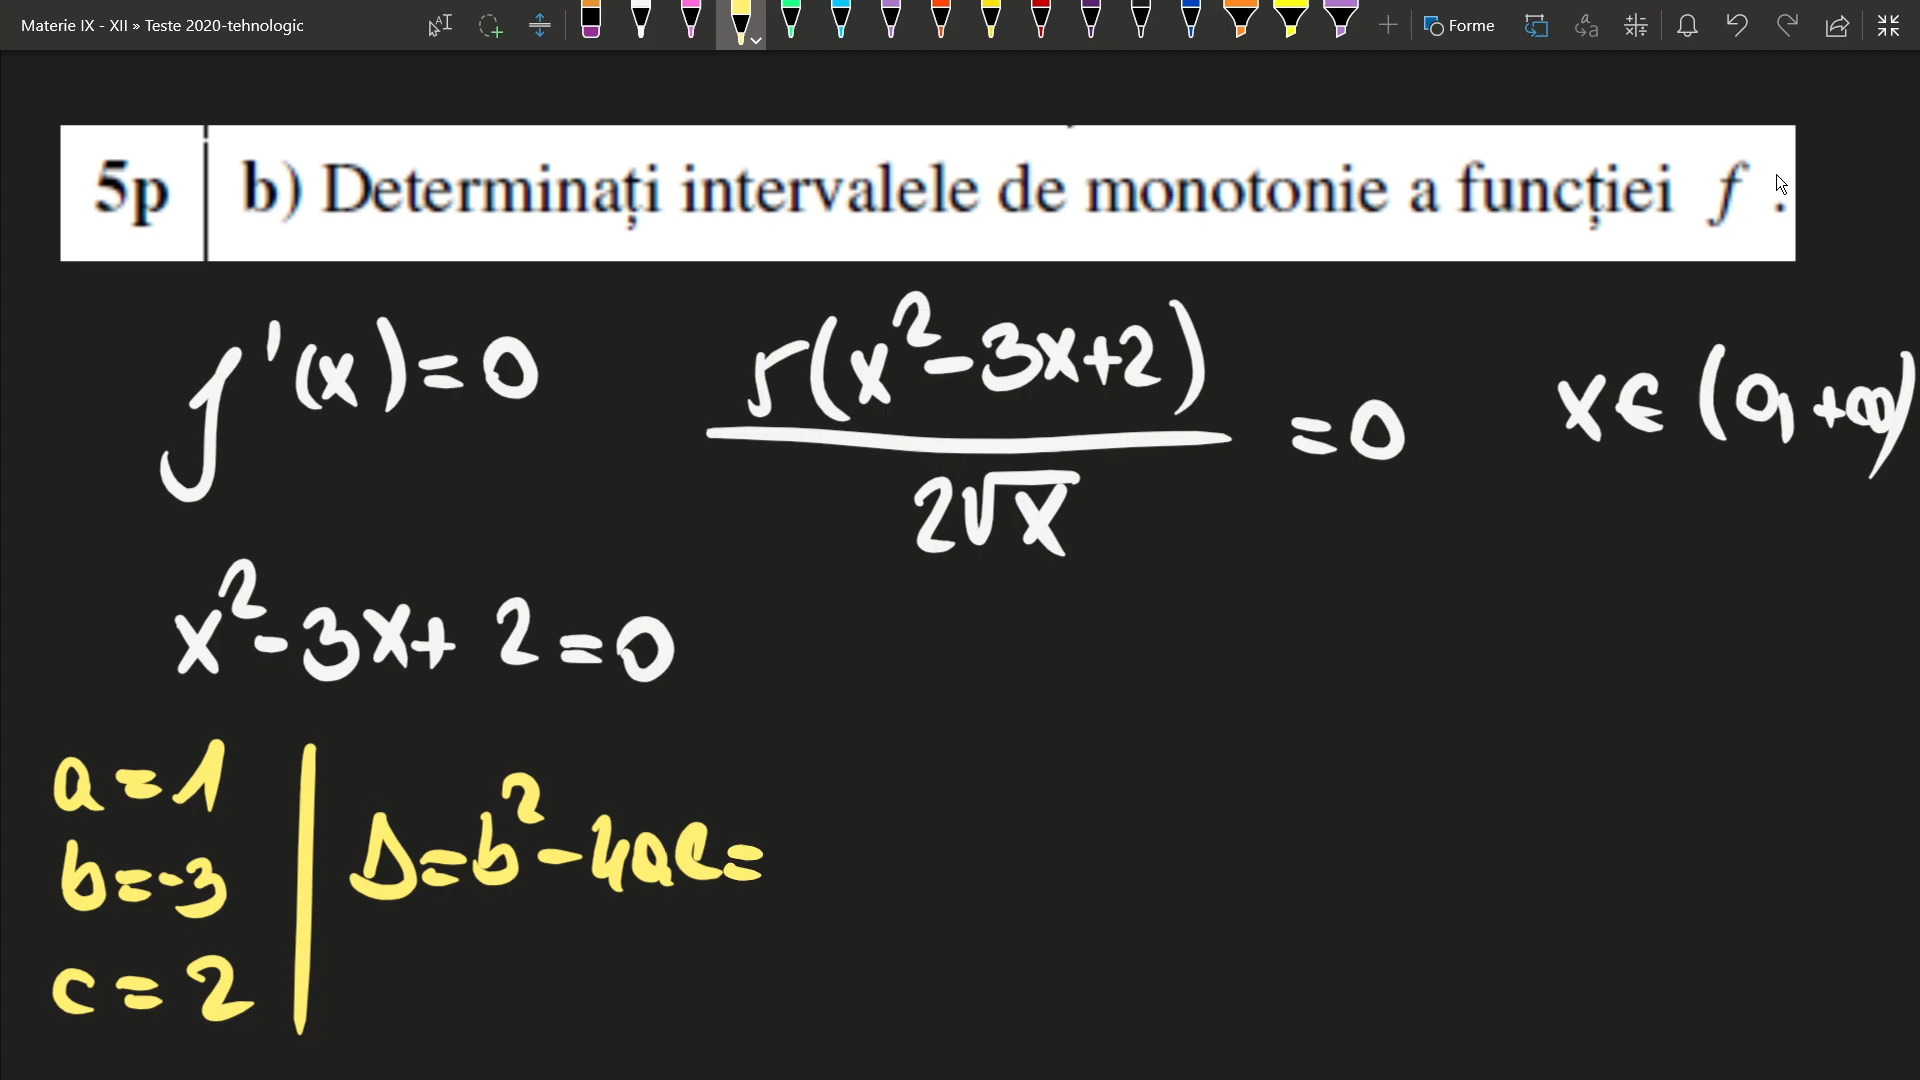 Materie IX - XII » Teste 2020-tehnologic
Forme
5p b) Determinați intervalele de monotonie a funcției f .
f'(x)=0
5(x²-3x+2)
=0
2√x
x∈(0,+∞)
x²-3x+2=0
a=1
b=-3
c=2
Δ=b²-4ac=